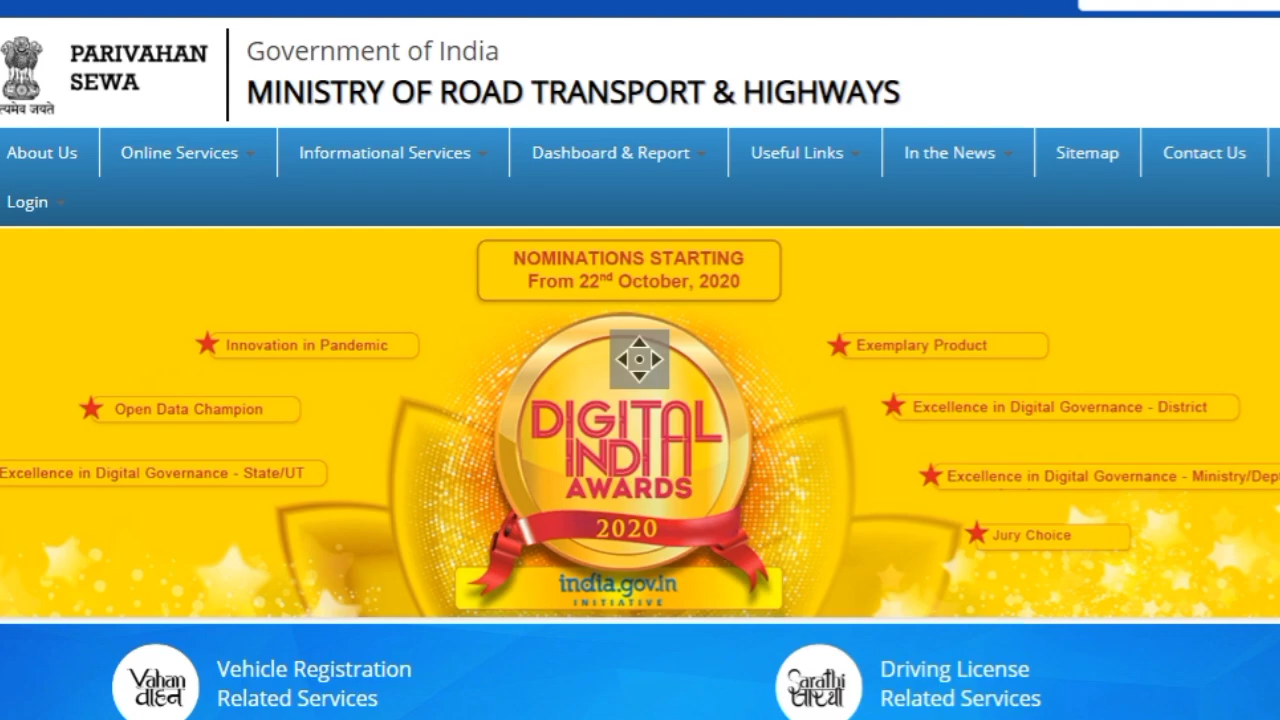 PARIVAHAN
SEWA
Government of India
MINISTRY OF ROAD TRANSPORT & HIGHWAYS
त्यमेव जयते
About Us Online Services Informational Services Dashboard & Report Useful Links In the News Sitemap Contact Us
Login
NOMINATIONS STARTING
From 22nd October, 2020
Innovation in Pandemic
Exemplary Product
Open Data Champion
Excellence in Digital Governance - District
Excellence in Digital Governance - State/UT
Excellence in Digital Governance - Ministry/Dep
Jury Choice
DIGITAL
INDIA
AWARDS
2020
india.gov.in
INITIATIVE
Vahan
वाहन
Vehicle Registration
Related Services
Sarathi
सारथी
Driving License
Related Services